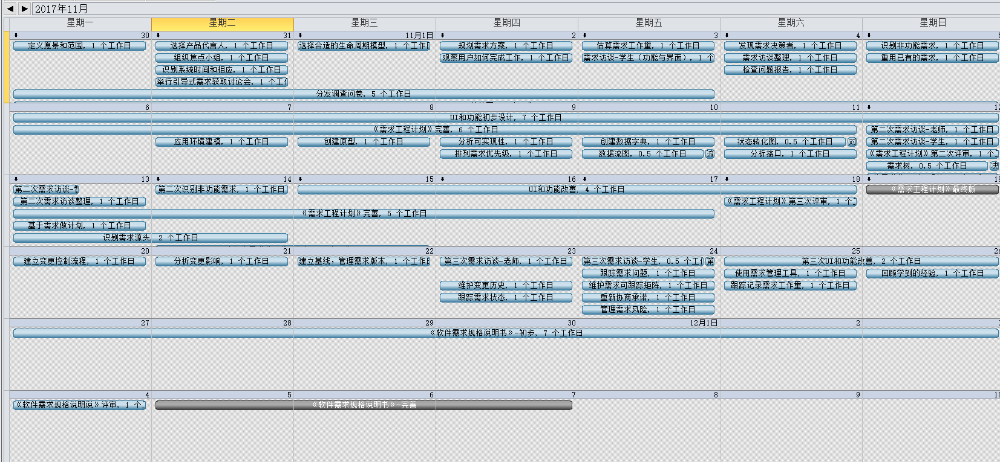 2017年11月
星期一 星期二 星期三 星期四 星期五 星期六 星期日
30 31 11月1日 2 3 4 5
定义愿景和范围, 1 个工作日 选择产品代言人, 1 个工作日 选择合适的生命周期模型, 1 个工作日 规划需求方案, 1 个工作日 估算需求工作量, 1 个工作日 发现需求决策者, 1 个工作日 识别非功能需求, 1 个工作日
组织焦点小组, 1 个工作日 观察用户如何完成工作, 1 个工作日 需求访谈-学生（功能与界面）, 1 个 需求访谈整理, 1 个工作日 重用已有的需求, 1 个工作日
识别系统时间和相应, 1 个工作日 检查问题报告, 1 个工作日
举行引导式需求获取讨论会, 1 个工
分发调查问卷, 5 个工作日
6 7 8 9 10 11 12
UI和功能初步设计, 7 个工作日
《需求工程计划》完善, 6 个工作日 第二次需求访谈-老师, 1 个工作日
应用环境建模, 1 个工作日 创建原型, 1 个工作日 分析可实现性, 1 个工作日 创建数据字典, 1 个工作日 状态转化图, 0.5 个工作日 对 第二次需求访谈-学生, 1 个工作日
排列需求优先级, 1 个工作日 数据流图, 0.5 个工作日 流 分析接口, 1 个工作日 《需求工程计划》第二次评审, 1 个
需求树, 0.5 个工作日 决
13 14 15 16 17 18 19
第二次需求访谈- 第二次识别非功能需求, 1 个工作日 UI和功能改善, 4 个工作日 《需求工程计划》最终版
第二次需求访谈整理, 1 个工作日 《需求工程计划》第三次评审, 1 个
《需求工程计划》完善, 5 个工作日
基于需求做计划, 1 个工作日
识别需求源头, 2 个工作日
20 21 22 23 24 25 26
建立变更控制流程, 1 个工作日 分析变更影响, 1 个工作日 建立基线，管理需求版本, 1 个工作日 第三次需求访谈-老师, 1 个工作日 第三次需求访谈-学生, 0.5 个工 第 第三次UI和功能改善, 2 个工作日
跟踪需求问题, 1 个工作日 使用需求管理工具, 1 个工作日 回顾学到的经验, 1 个工作日
维护变更历史, 1 个工作日 维护需求可跟踪矩阵, 1 个工作日 跟踪记录需求工作量, 1 个工作日
跟踪需求状态, 1 个工作日 重新协商承诺, 1 个工作日
管理需求风险, 1 个工作日
27 28 29 30 12月1日 2 3
《软件需求规格说明书》-初步, 7 个工作日
4 5 6 7 8 9 10
《软件需求规格说明说》评审, 1 个 《软件需求规格说明书》-完善